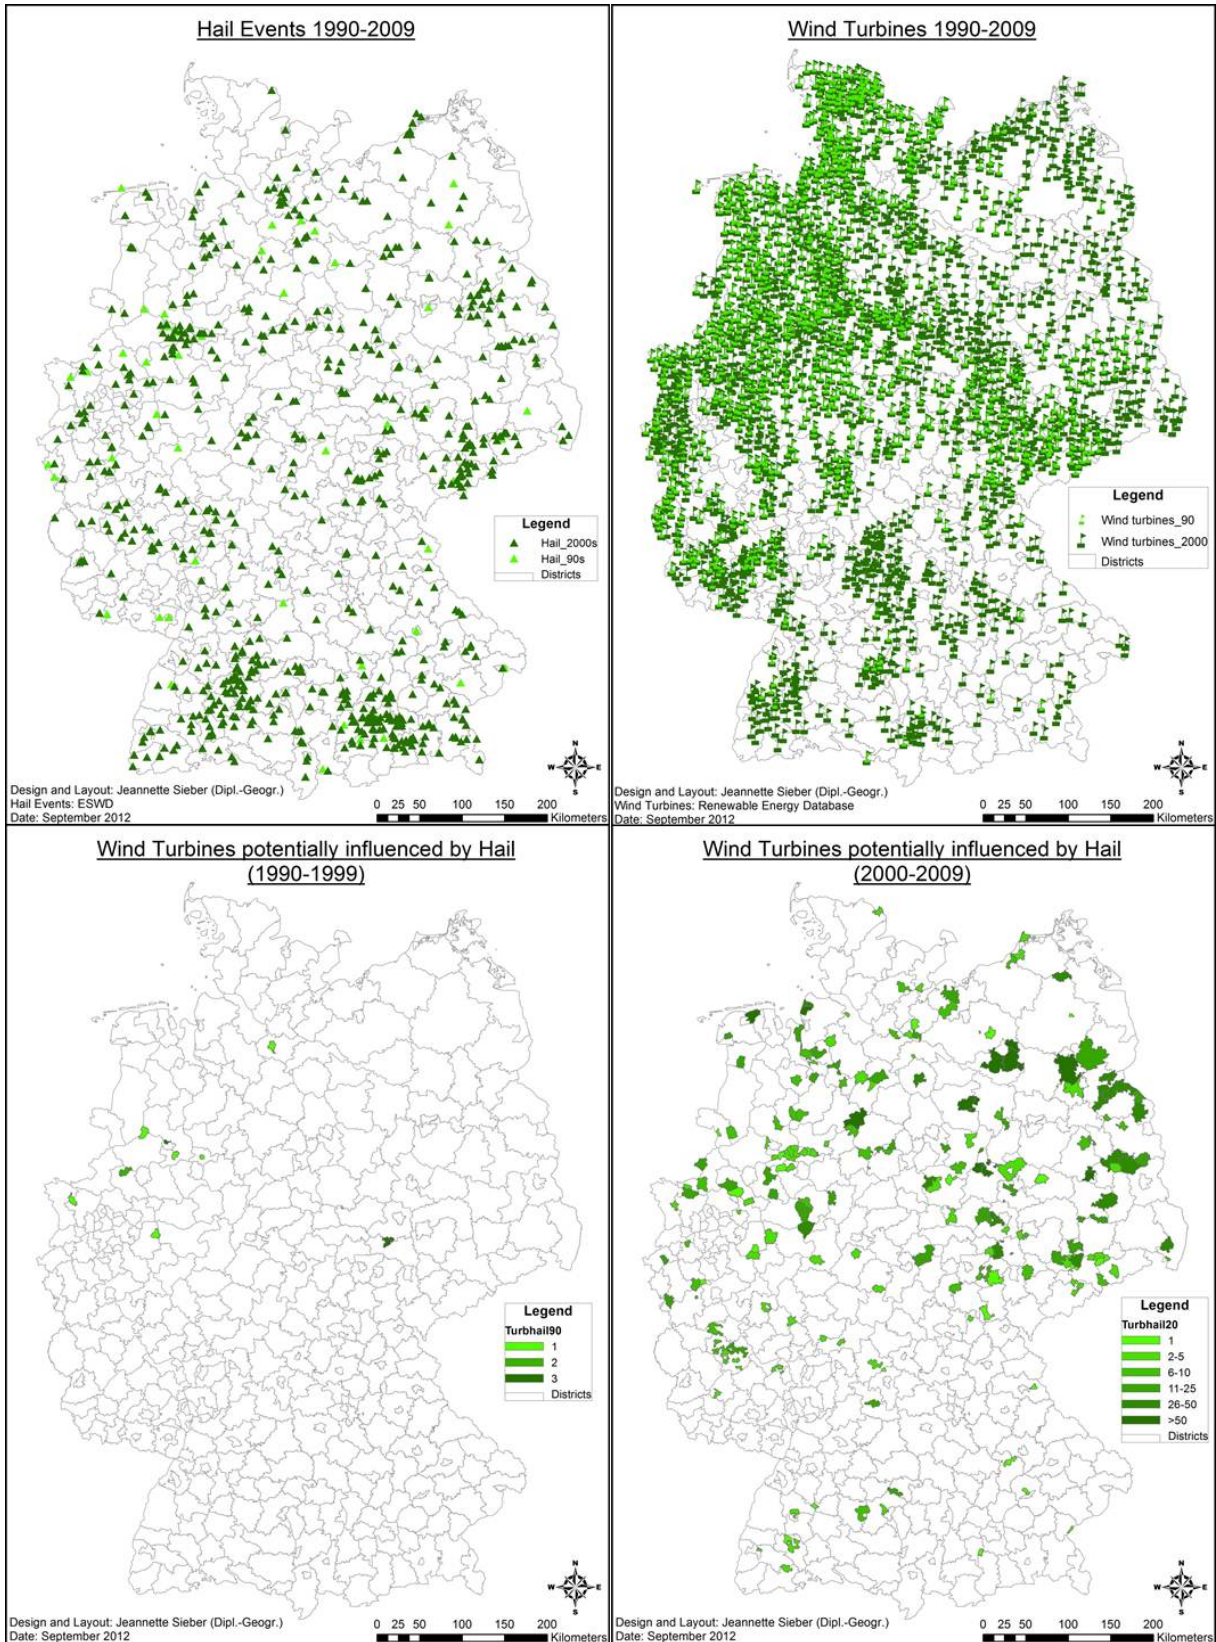 Hail Events 1990-2009
Legend
Hail_2000s
Hail_90s
Districts
N
W E
S
Design and Layout: Jeannette Sieber (Dipl.-Geogr.)
Hail Events: ESWD
Date: September 2012
0 25 50 100 150 200
Kilometers
Wind Turbines 1990-2009
Legend
Wind turbines_90
Wind turbines_2000
Districts
N
W E
S
Design and Layout: Jeannette Sieber (Dipl.-Geogr.)
Wind Turbines: Renewable Energy Database
Date: September 2012
0 25 50 100 150 200
Kilometers
Wind Turbines potentially influenced by Hail
(1990-1999)
Legend
Turbhail90
1
2
3
Districts
N
W E
S
Design and Layout: Jeannette Sieber (Dipl.-Geogr.)
Date: September 2012
0 25 50 100 150 200
Kilometers
Wind Turbines potentially influenced by Hail
(2000-2009)
Legend
Turbhail20
1
2-5
6-10
11-25
26-50
>50
Districts
N
W E
S
Design and Layout: Jeannette Sieber (Dipl.-Geogr.)
Date: September 2012
0 25 50 100 150 200
Kilometers